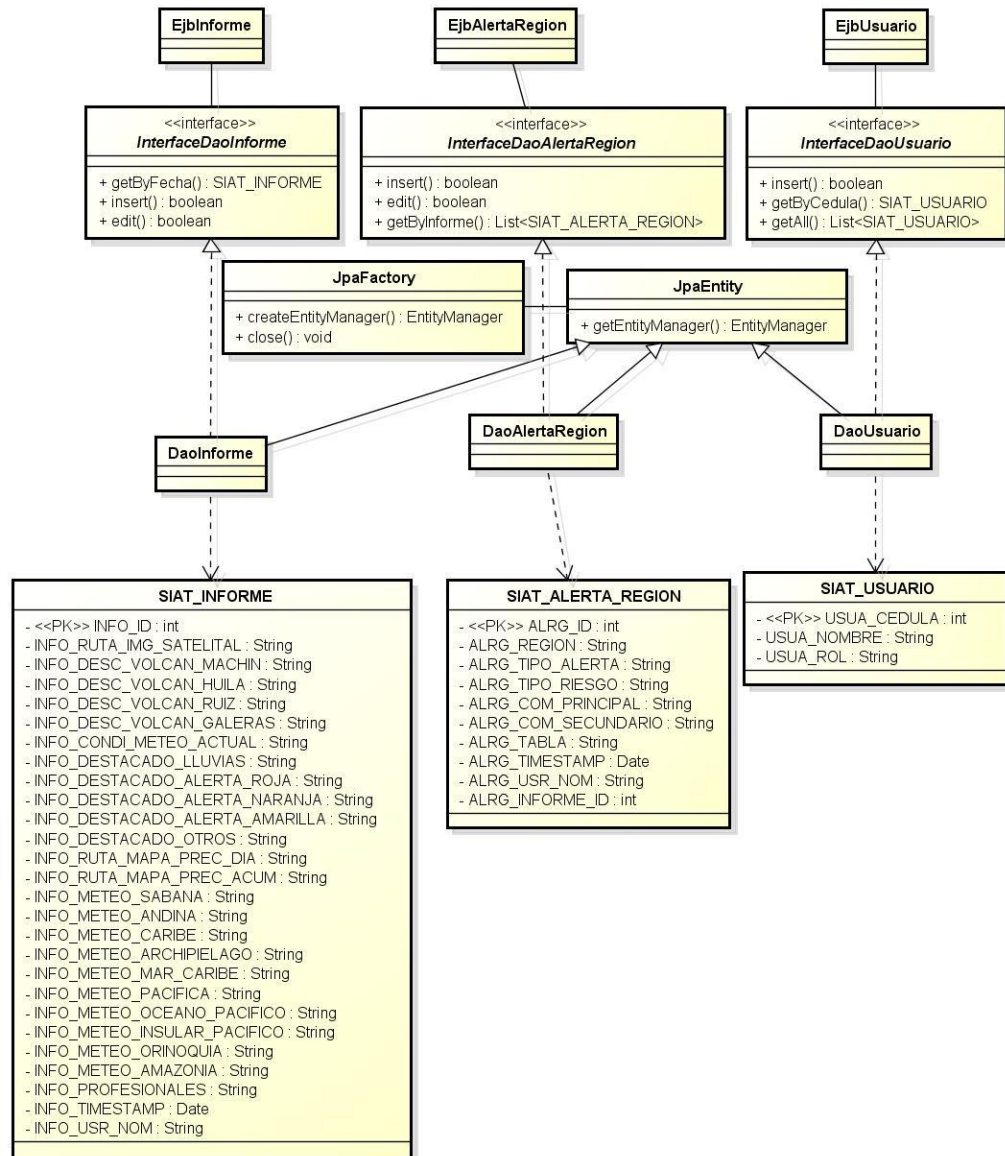 EjbInforme
EjbAlertaRegion
EjbUsuario
<<interface>>
InterfaceDaoInforme
+ getByFecha() : SIAT_INFORME
+ insert() : boolean
+ edit() : boolean
<<interface>>
InterfaceDaoAlertaRegion
+ insert() : boolean
+ edit() : boolean
+ getByInforme() : List<SIAT_ALERTA_REGION>
<<interface>>
InterfaceDaoUsuario
+ insert() : boolean
+ getByCedula() : SIAT_USUARIO
+ getAll() : List<SIAT_USUARIO>
JpaFactory
+ createEntityManager() : EntityManager
+ close() : void
JpaEntity
+ getEntityManager() : EntityManager
DaoInforme
DaoAlertaRegion
DaoUsuario
SIAT_INFORME
- <<PK>> INFO_ID : int
- INFO_RUTA_IMG_SATELITAL : String
- INFO_DESC_VOLCAN_MACHIN : String
- INFO_DESC_VOLCAN_HUILA : String
- INFO_DESC_VOLCAN_RUIZ : String
- INFO_DESC_VOLCAN_GALERAS : String
- INFO_CONDI_METEO_ACTUAL : String
- INFO_DESTACADO_LLUVIAS : String
- INFO_DESTACADO_ALERTA_ROJA : String
- INFO_DESTACADO_ALERTA_NARANJA : String
- INFO_DESTACADO_ALERTA_AMARILLA : String
- INFO_DESTACADO_OTROS : String
- INFO_RUTA_MAPA_PREC_DIA : String
- INFO_RUTA_MAPA_PREC_ACUM : String
- INFO_METEO_SABANA : String
- INFO_METEO_ANDINA : String
- INFO_METEO_CARIBE : String
- INFO_METEO_ARCHIPIELAGO : String
- INFO_METEO_MAR_CARIBE : String
- INFO_METEO_PACIFICA : String
- INFO_METEO_OCEANO_PACIFICO : String
- INFO_METEO_INSULAR_PACIFICO : String
- INFO_METEO_ORINOQUIA : String
- INFO_METEO_AMAZONIA : String
- INFO_PROFESIONALES : String
- INFO_TIMESTAMP : Date
- INFO_USR_NOM : String
SIAT_ALERTA_REGION
- <<PK>> ALRG_ID : int
- ALRG_REGION : String
- ALRG_TIPO_ALERTA : String
- ALRG_TIPO_RIESGO : String
- ALRG_COM_PRINCIPAL : String
- ALRG_COM_SECUNDARIO : String
- ALRG_TABLA : String
- ALRG_TIMESTAMP : Date
- ALRG_USR_NOM : String
- ALRG_INFORME_ID : int
SIAT_USUARIO
- <<PK>> USUA_CEDULA : int
- USUA_NOMBRE : String
- USUA_ROL : String